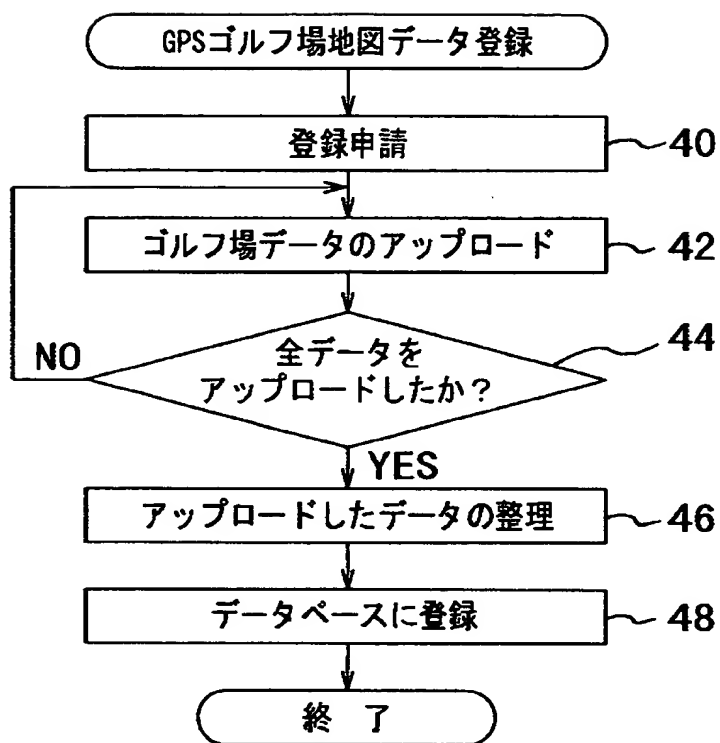 GPSゴルフ場地図データ登録
登録申請
40
ゴルフ場データのアップロード
42
全データを
アップロードしたか？
44
NO
YES
アップロードしたデータの整理
46
データベースに登録
48
終 了